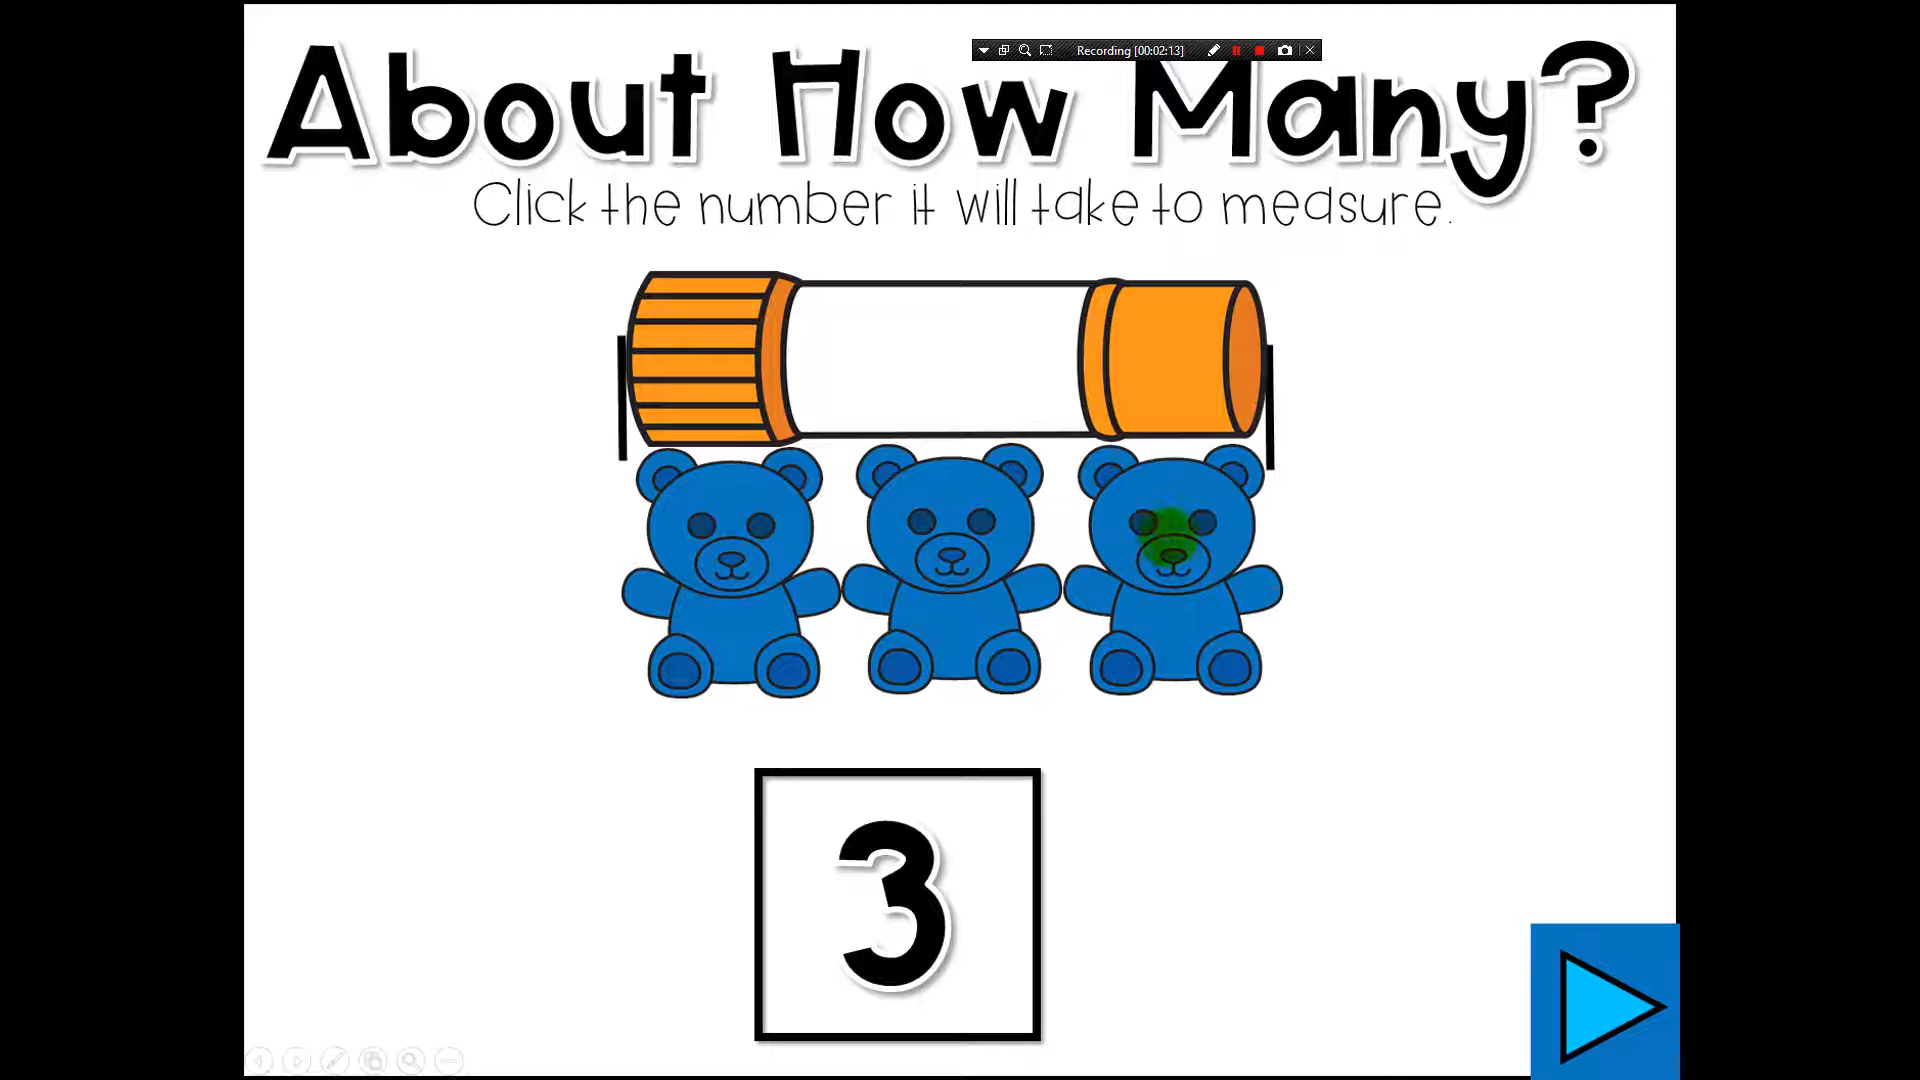 Recording [00:02:13]
About How Many?
Click the number it will take to measure.
3